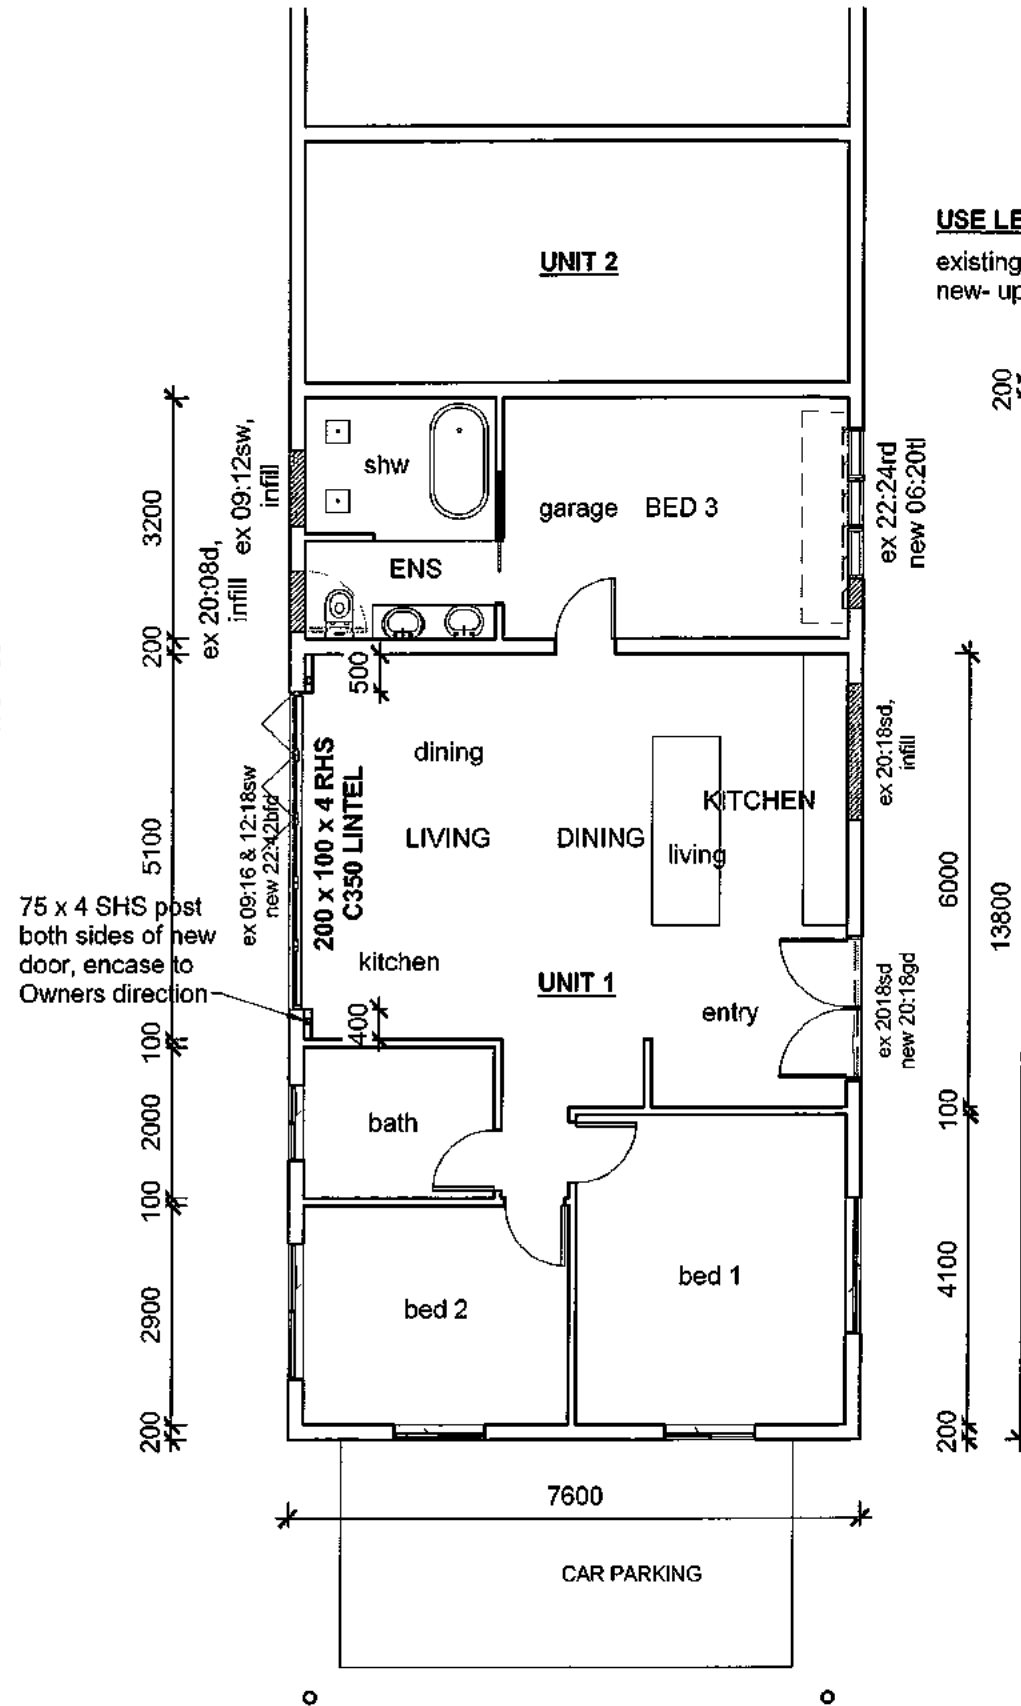 UNIT 2
USE LE
existing
new- up
200
3200
ex 20:08d,
infill
ex 09:12sw,
infill
shw
ENS
garage
BED 3
ex 22:24rd
new 06:20tl
200
500
dining
LIVING
DINING
KITCHEN
living
ex 20:18sd,
infill
5100
ex 09:16 & 12:18sw
new 22:42bfd
200 x 100 x 4 RHS
C350 LINTEL
6000
13800
75 x 4 SHS post
both sides of new
door, encase to
Owners direction
kitchen
UNIT 1
entry
ex 2018sd
new 20:18gd
400
100
2000
bath
100
100
2900
bed 2
bed 1
4100
200
200
7600
CAR PARKING